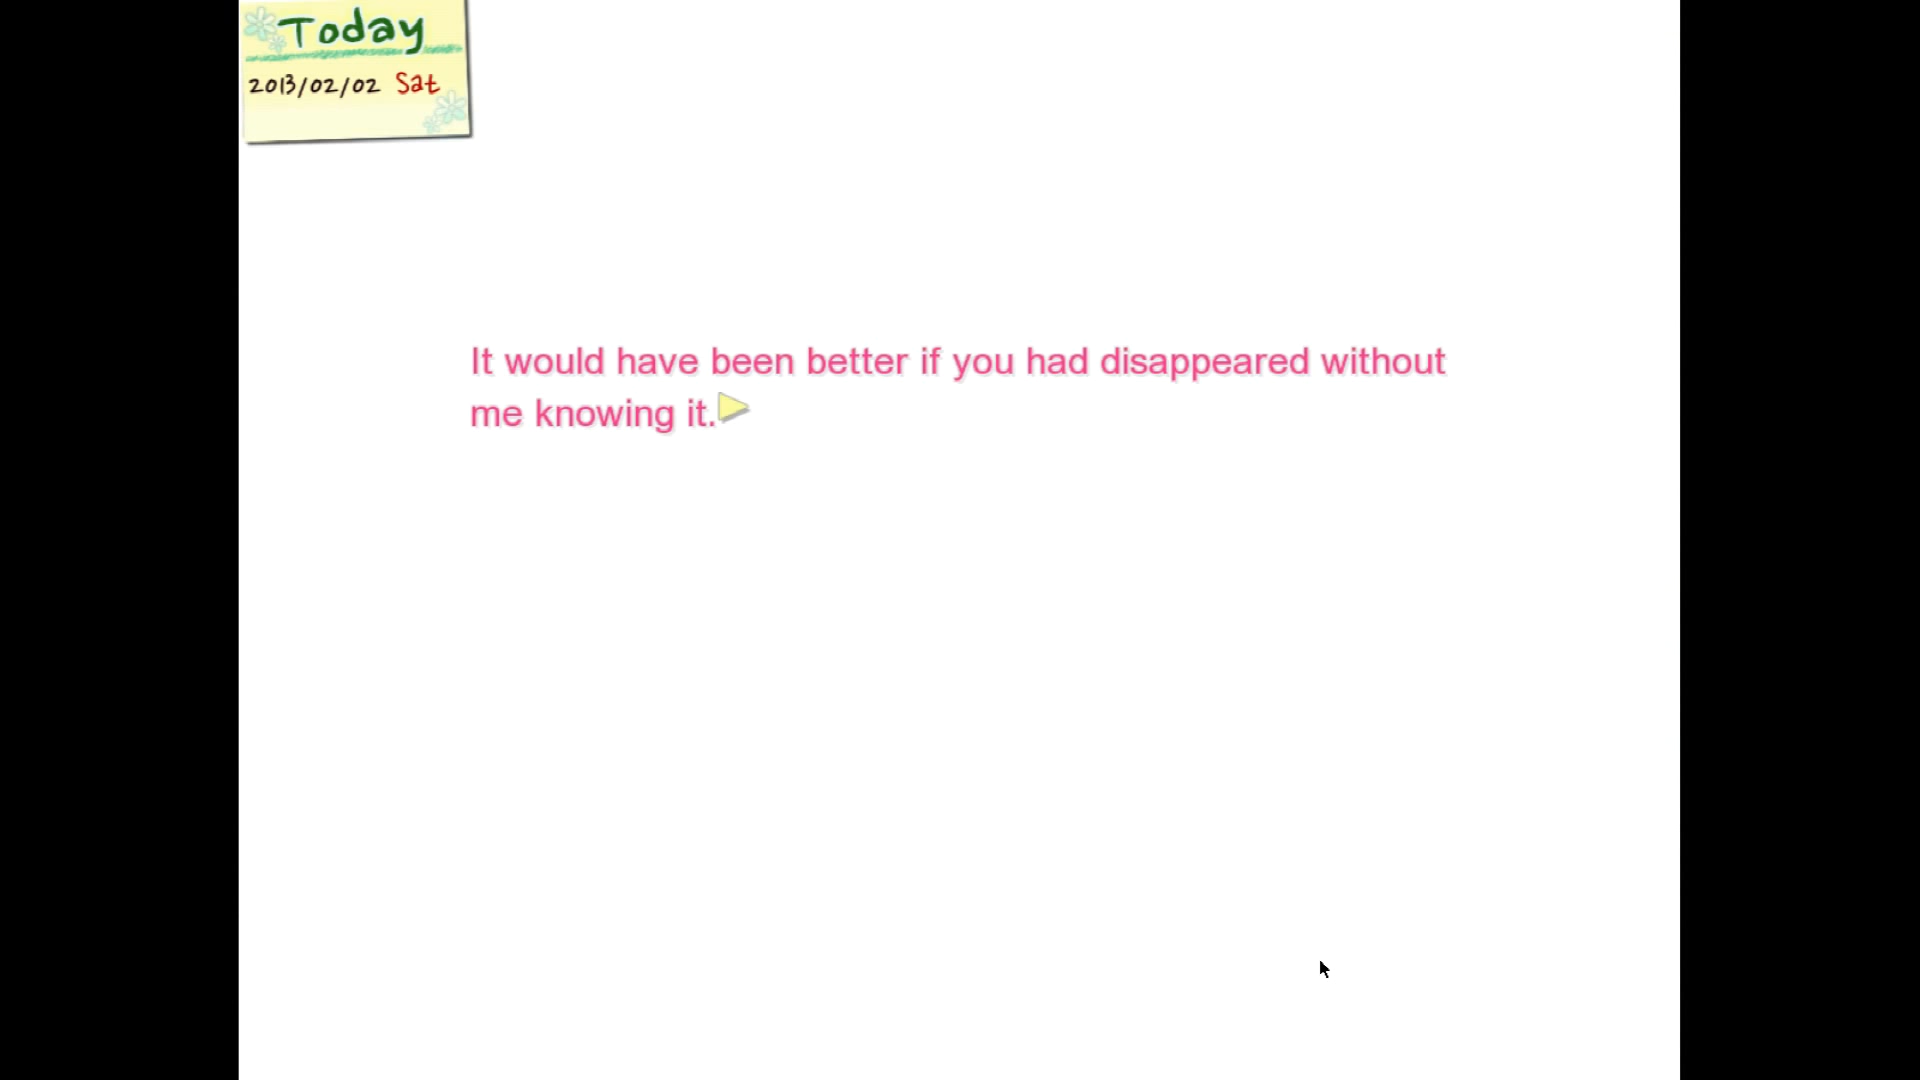 Today
2013/02/02 Sat
It would have been better if you had disappeared without
me knowing it.